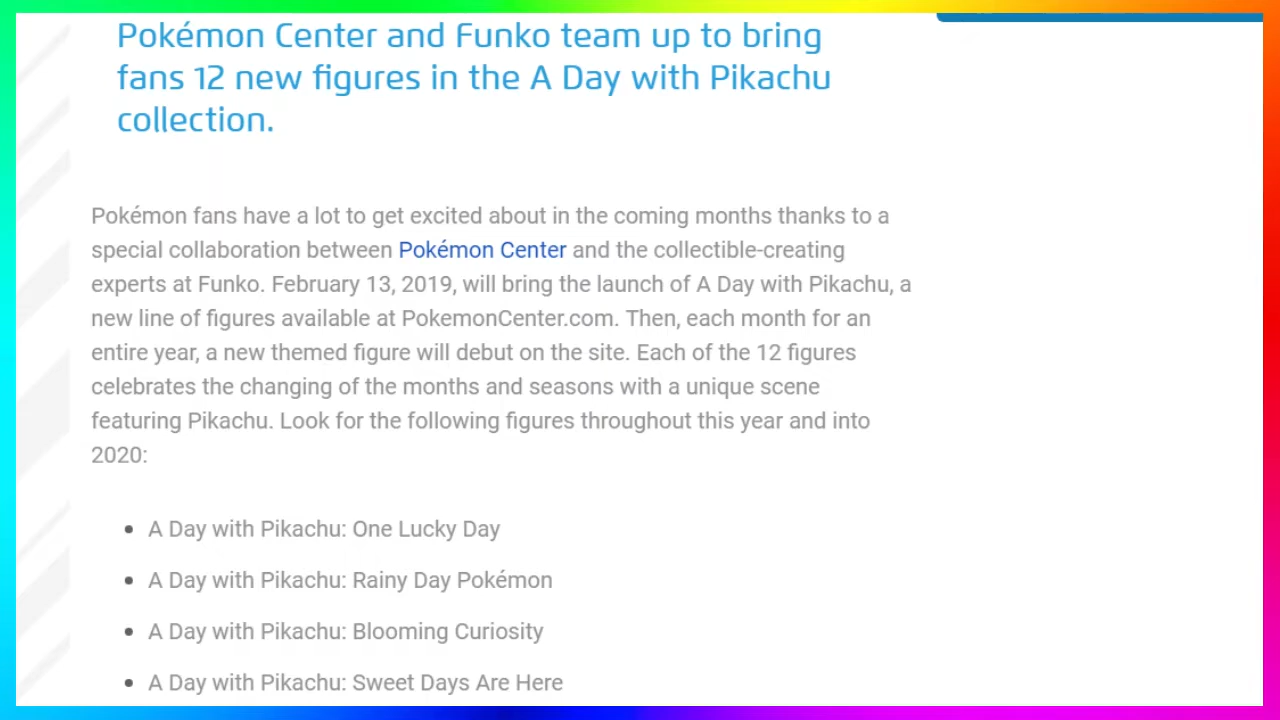 Pokémon Center and Funko team up to bring
fans 12 new figures in the A Day with Pikachu
collection.
Pokémon fans have a lot to get excited about in the coming months thanks to a
special collaboration between Pokémon Center and the collectible-creating
experts at Funko. February 13, 2019, will bring the launch of A Day with Pikachu, a
new line of figures available at PokemonCenter.com. Then, each month for an
entire year, a new themed figure will debut on the site. Each of the 12 figures
celebrates the changing of the months and seasons with a unique scene
featuring Pikachu. Look for the following figures throughout this year and into
2020:
• A Day with Pikachu: One Lucky Day
• A Day with Pikachu: Rainy Day Pokémon
• A Day with Pikachu: Blooming Curiosity
• A Day with Pikachu: Sweet Days Are Here